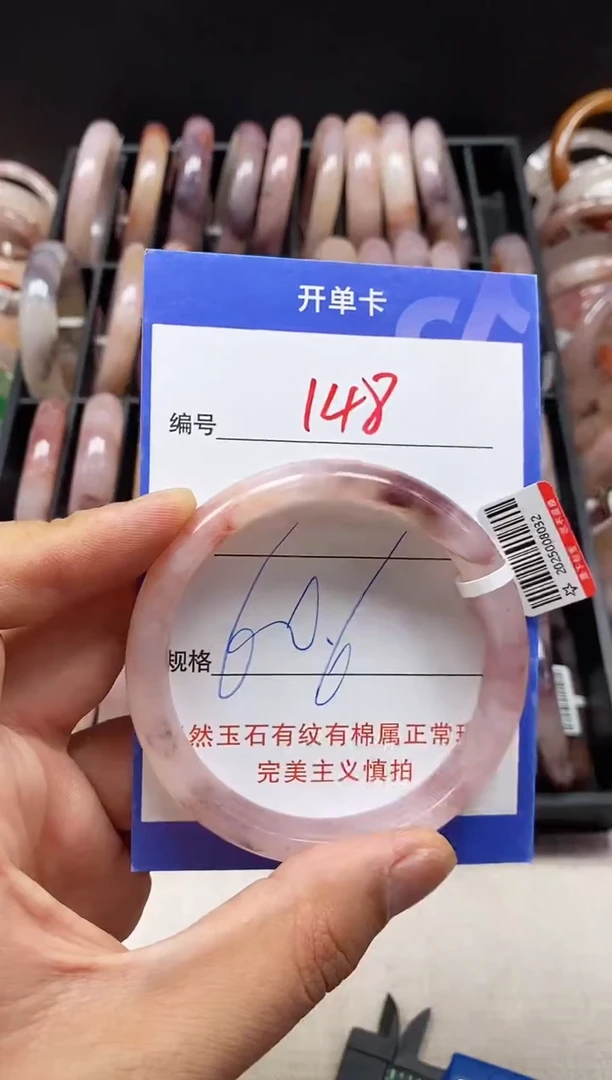 开单卡
编号 148
规格 60.6
然玉石有纹有棉属正常
完美主义慎拍
2025008032